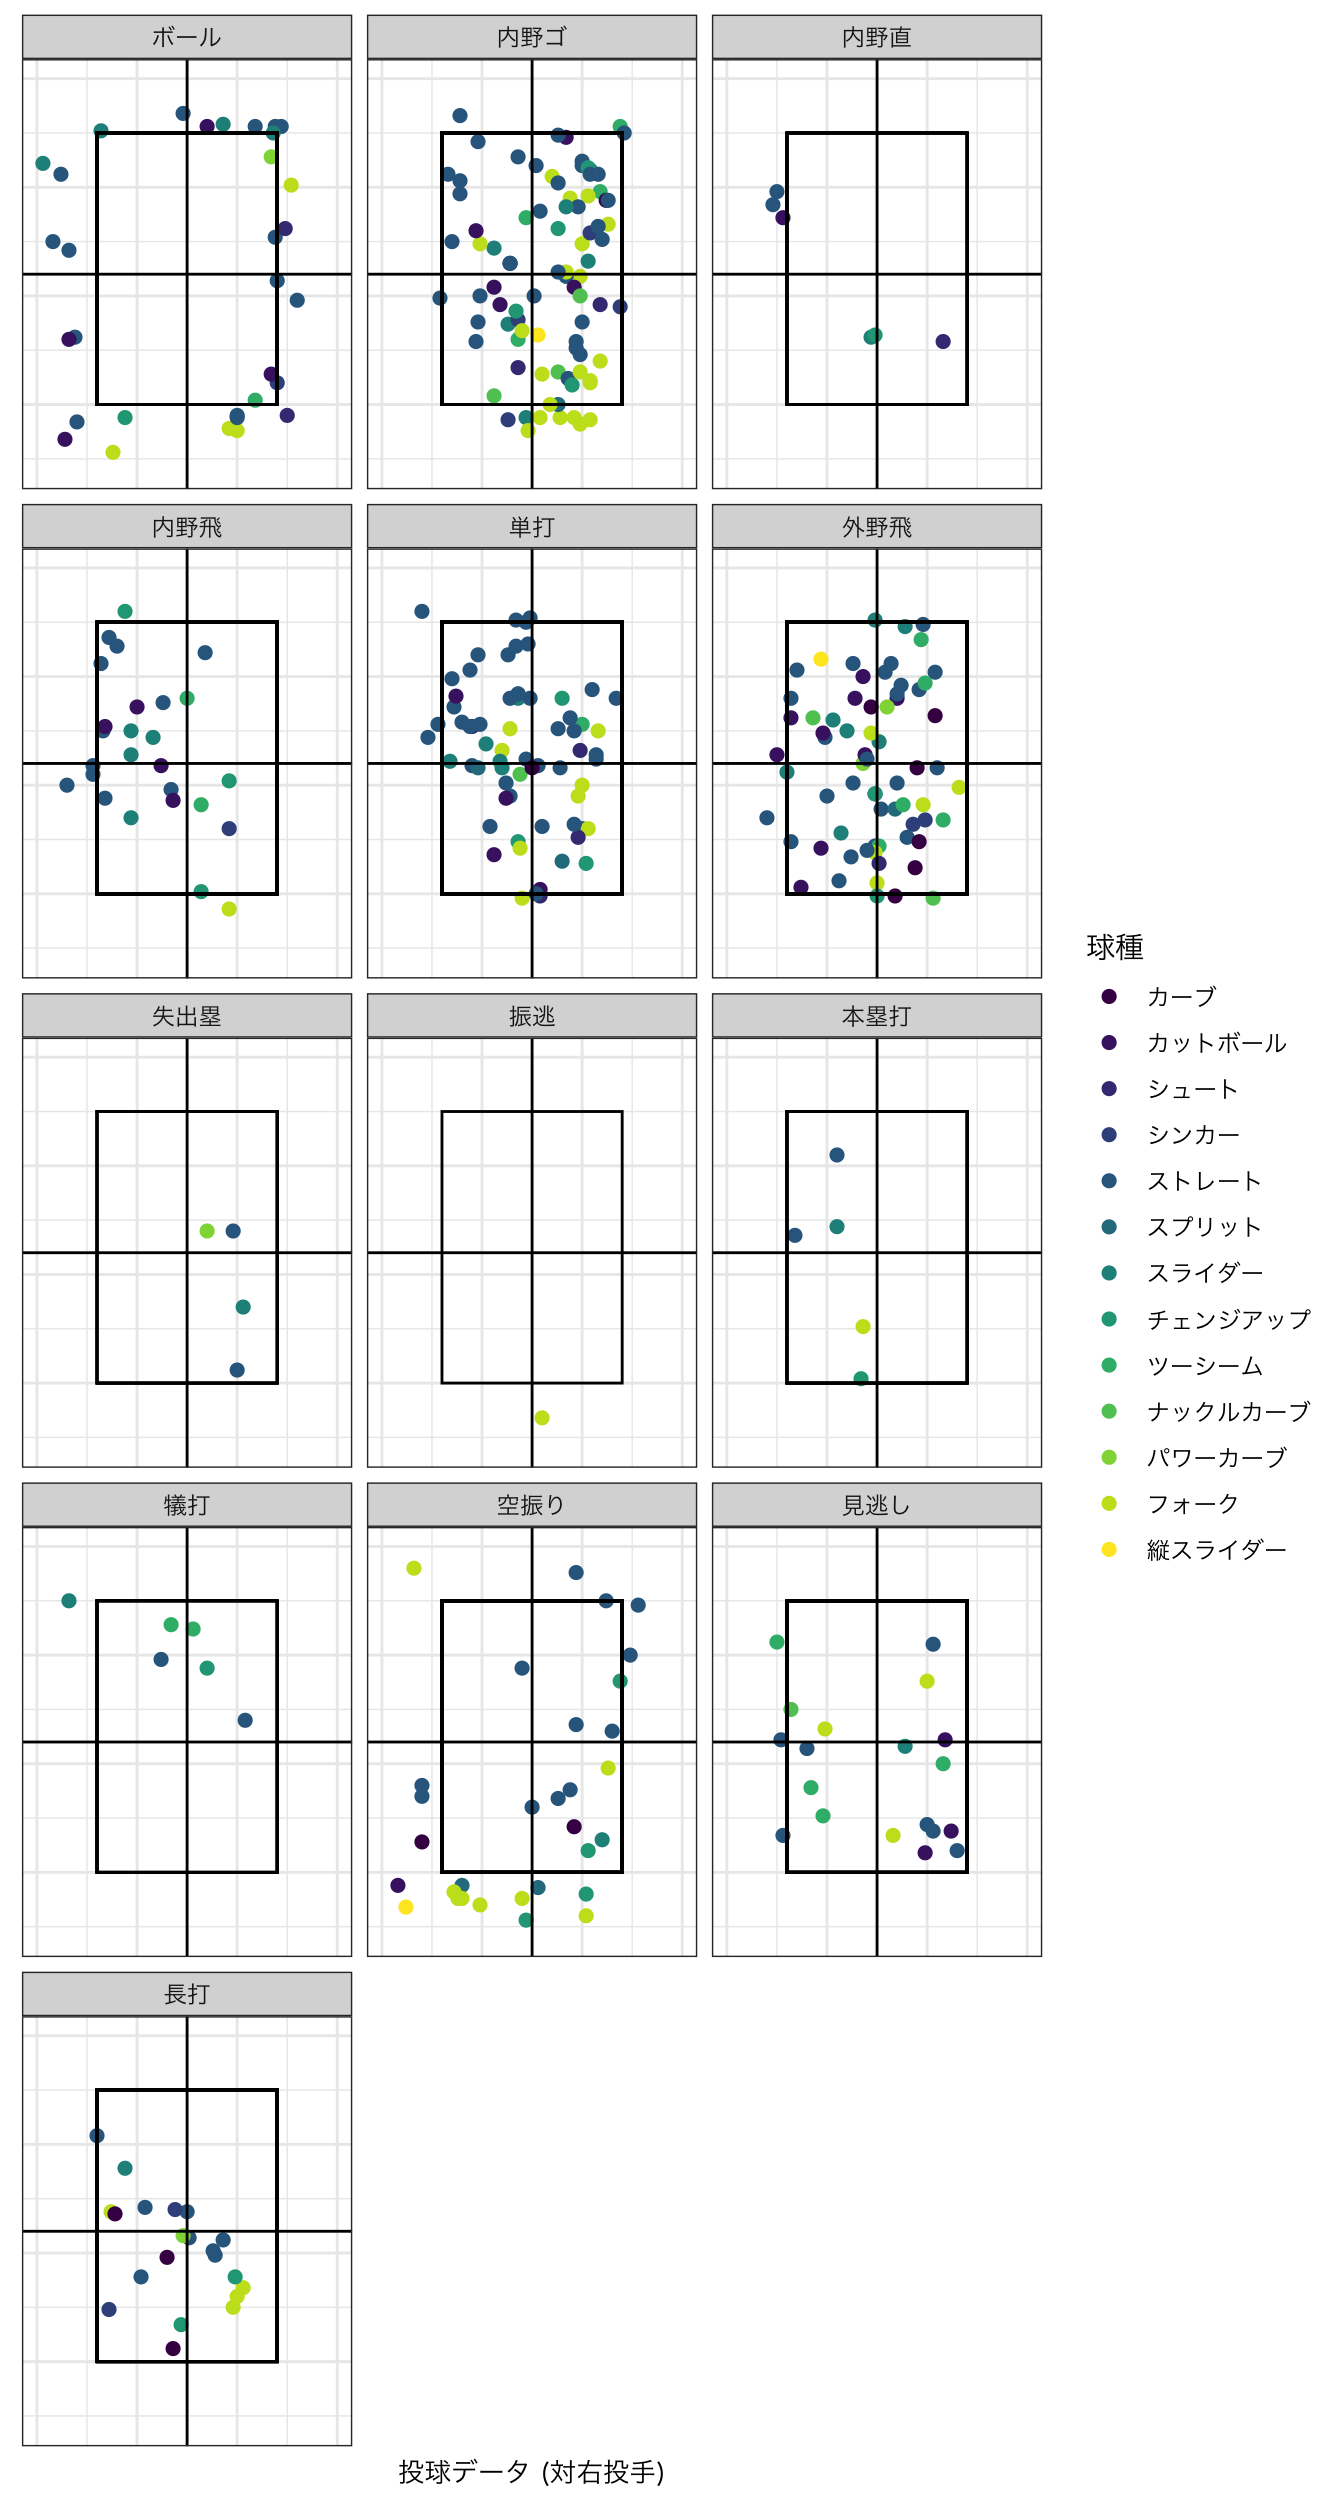 ボール
内野ゴ
内野直
内野飛
単打
外野飛
失出塁
振逃
本塁打
犠打
空振り
見逃し
長打
球種
カーブ
カットボール
シュート
シンカー
ストレート
スプリット
スライダー
チェンジアップ
ツーシーム
ナックルカーブ
パワーカーブ
フォーク
縦スライダー
投球データ (対右投手)